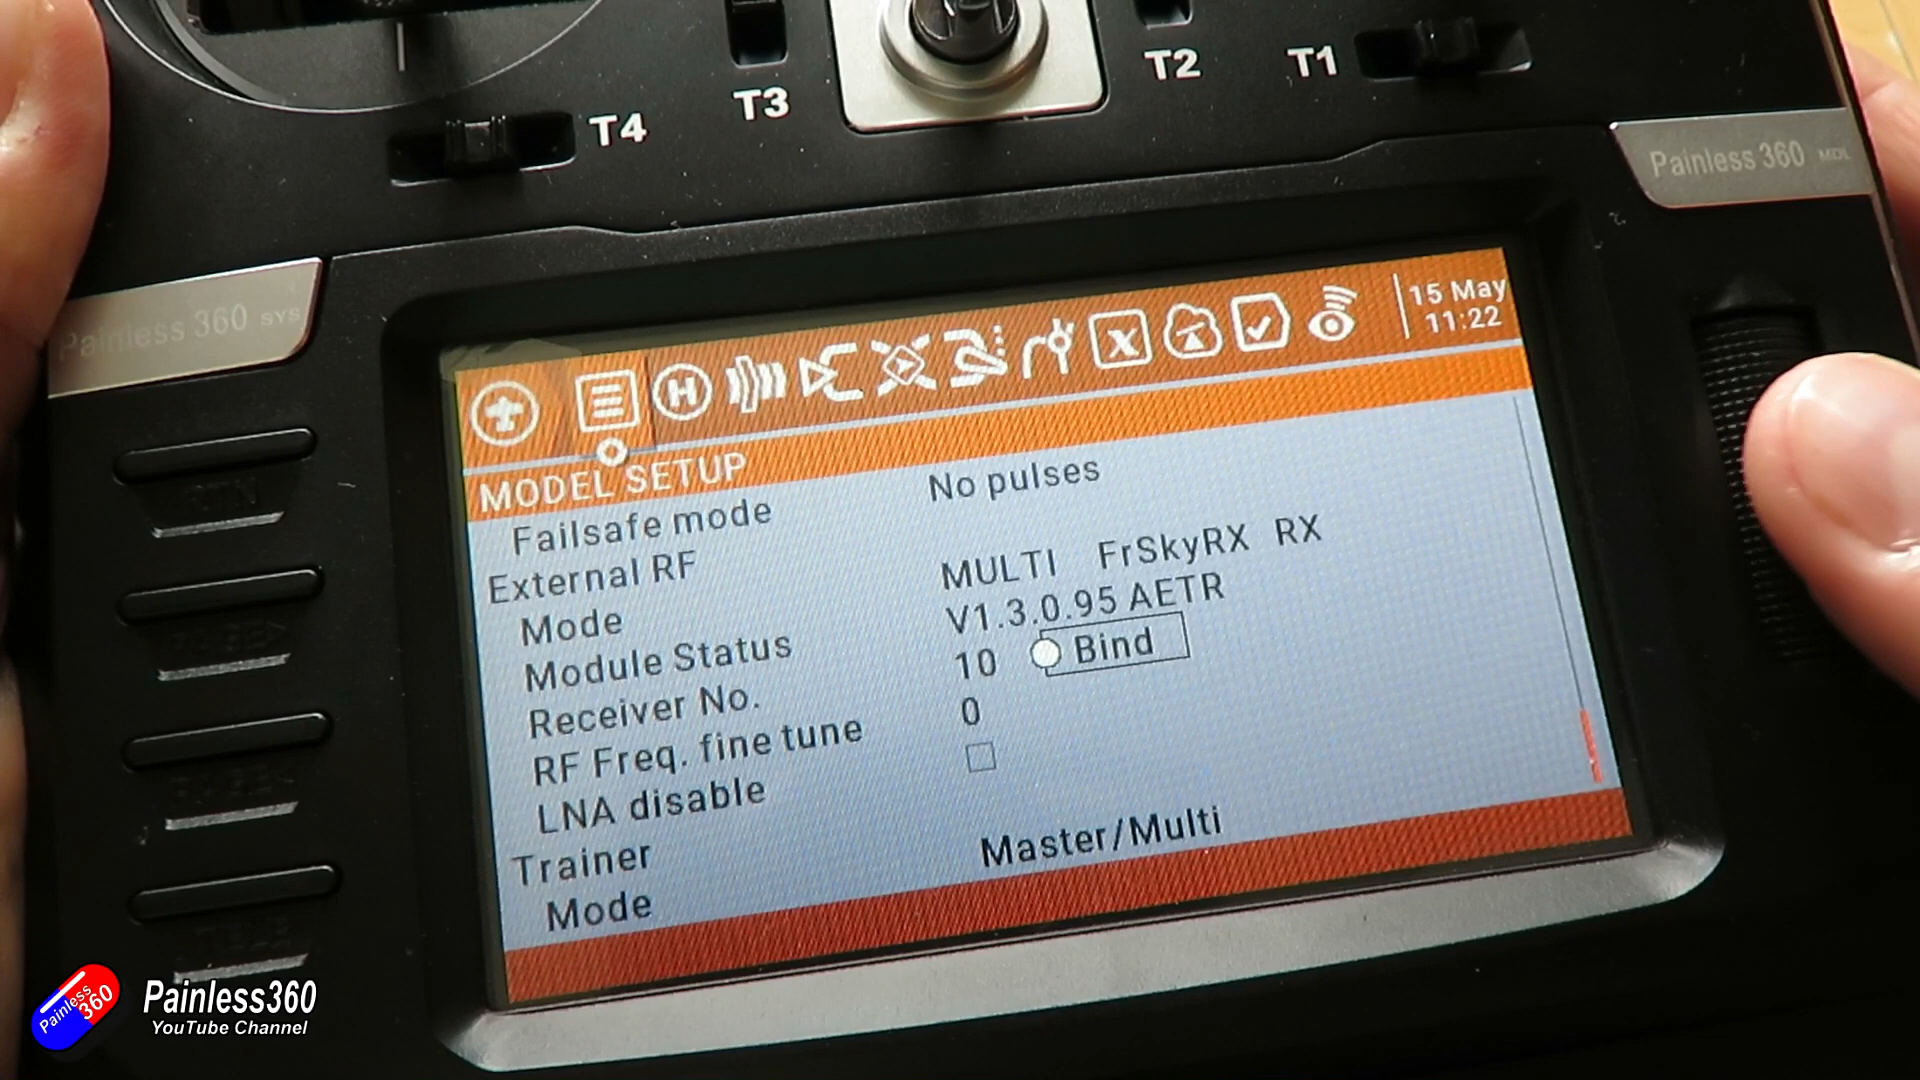 T4
T3
T2
T1
Painless 360 SYS
Painless 360 MDL
15 May
11:22
MODEL SETUP
Failsafe mode No pulses
External RF
Mode MULTI FrSkyRX RX
Module Status V1.3.0.95 AETR
Receiver No. 10 Bind
RF Freq. fine tune 0
LNA disable
Trainer
Mode Master/Multi
Painless 360
Painless360
YouTube Channel